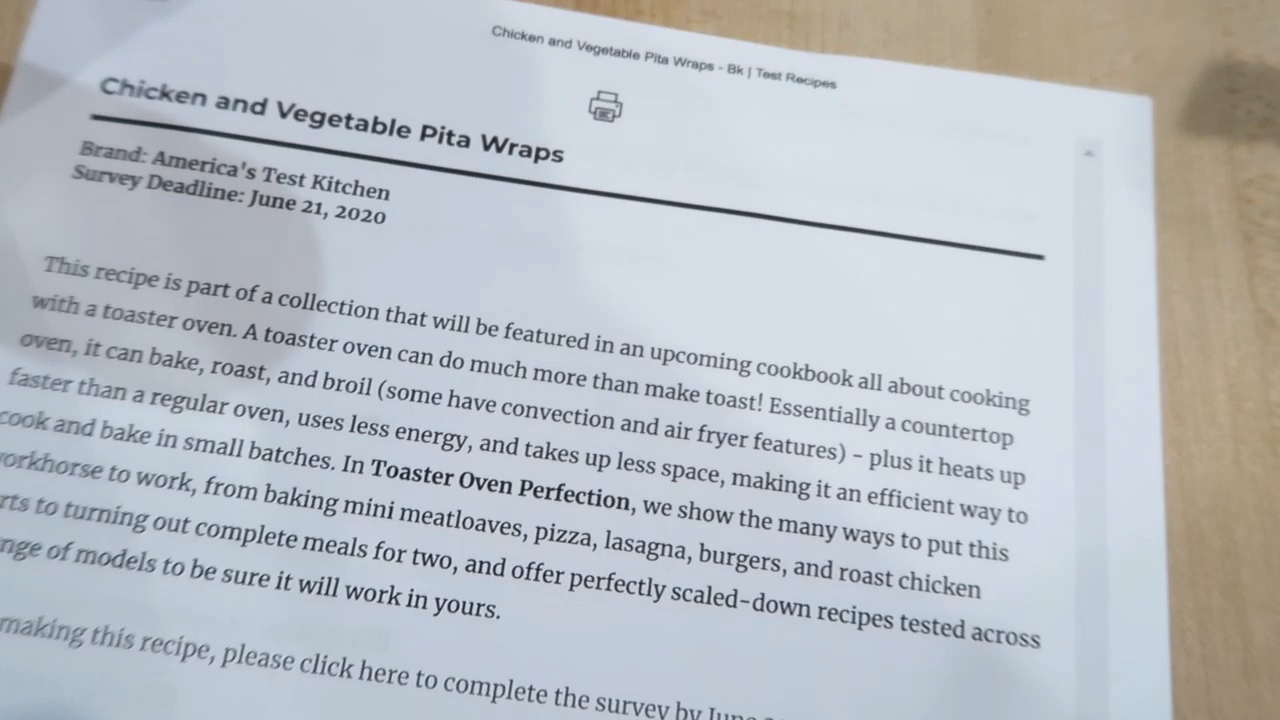 Chicken and Vegetable Pita Wraps - Bk | Test Recipes
Chicken and Vegetable Pita Wraps
Brand: America's Test Kitchen
Survey Deadline: June 21, 2020
This recipe is part of a collection that will be featured in an upcoming cookbook all about cooking
with a toaster oven. A toaster oven can do much more than make toast! Essentially a countertop
oven, it can bake, roast, and broil (some have convection and air fryer features) - plus it heats up
faster than a regular oven, uses less energy, and takes up less space, making it an efficient way to
cook and bake in small batches. In Toaster Oven Perfection, we show the many ways to put this
workhorse to work, from baking mini meatloaves, pizza, lasagna, burgers, and roast chicken
to turning out complete meals for two, and offer perfectly scaled-down recipes tested across
of models to be sure it will work in yours.
making this recipe, please click here to complete the survey by June